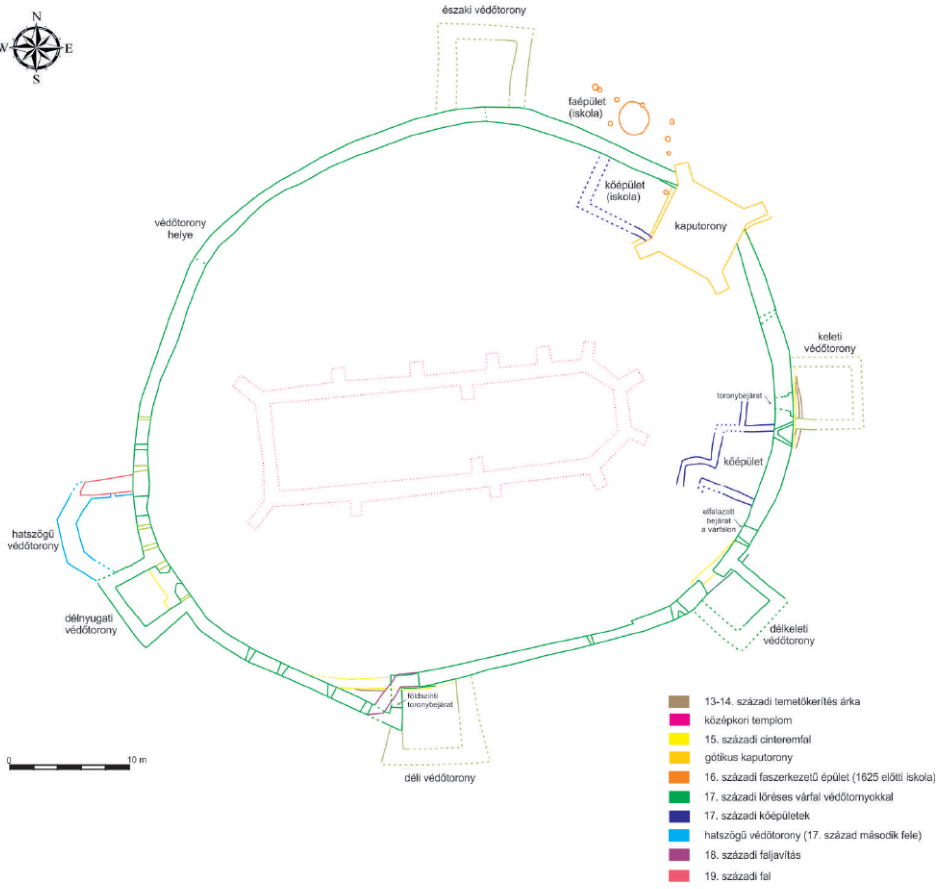 északi védőtorony
N
W
E
S
faépület
(iskola)
kőépület
(iskola)
kaputorony
védőtorony
helye
keleti
védőtorony
toronybejárat
kőépület
elfalazott
bejárat
a várfalon
hatszögű
védőtorony
délnyugati
védőtorony
délkeleti
védőtorony
földszinti
toronybejárat
déli védőtorony
0
10 m
13-14. századi temetőkerítés árka
középkori templom
15. századi cinteremfal
gótikus kaputorony
16. századi faszerkezetű épület (1625 előtti iskola)
17. századi lőréses várfal védőtornyokkal
17. századi kőépületek
hatszögű védőtorony (17. század második fele)
18. századi faljavítás
19. századi fal